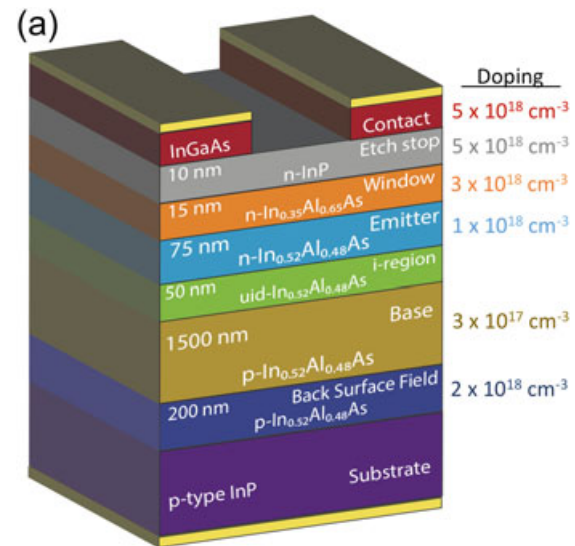 (a)
Doping
InGaAs Contact 5 x 10¹⁸ cm⁻³
10 nm n-InP Etch stop 5 x 10¹⁸ cm⁻³
15 nm n-In₀.₃₅Al₀.₆₅As Window 3 x 10¹⁸ cm⁻³
75 nm n-In₀.₅₂Al₀.₄₈As Emitter 1 x 10¹⁸ cm⁻³
50 nm uid-In₀.₅₂Al₀.₄₈As i-region
1500 nm p-In₀.₅₂Al₀.₄₈As Base 3 x 10¹⁷ cm⁻³
200 nm p-In₀.₅₂Al₀.₄₈As Back Surface Field 2 x 10¹⁸ cm⁻³
p-type InP Substrate